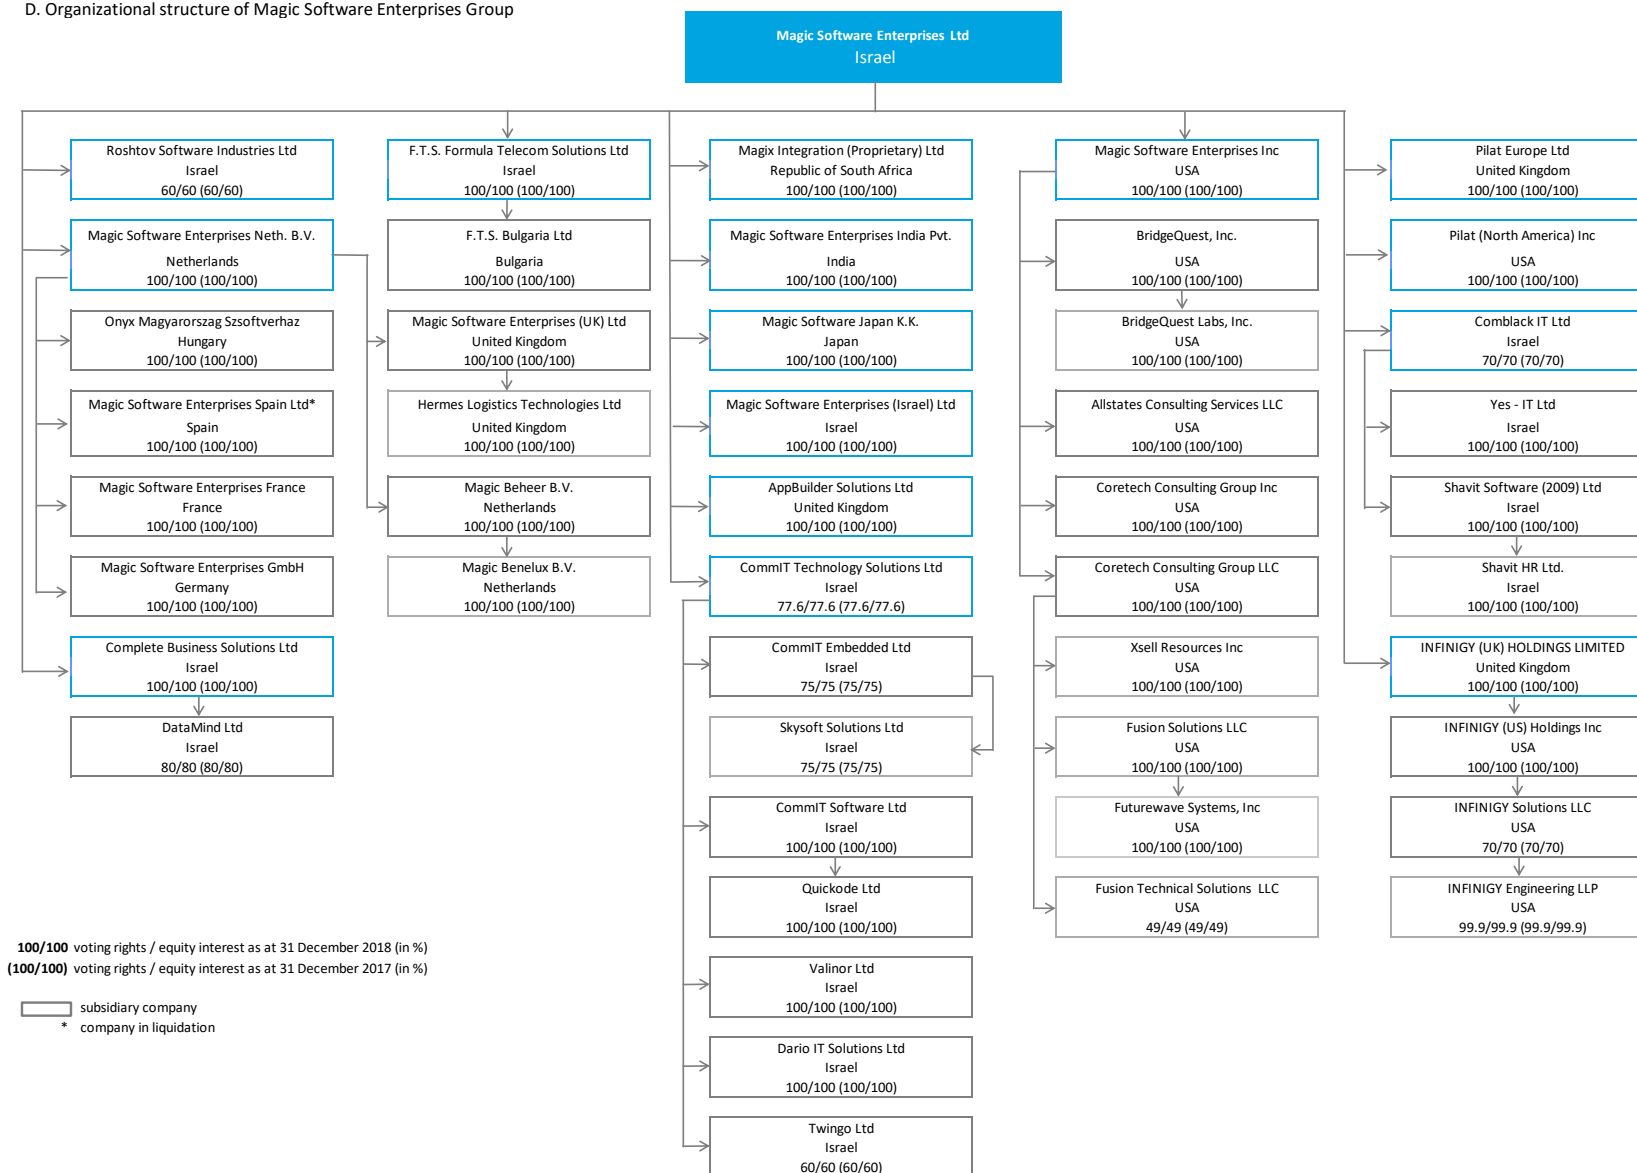 D. Organizational structure of Magic Software Enterprises Group
Magic Software Enterprises Ltd
Israel
Roshtov Software Industries Ltd
Israel
60/60 (60/60)
Magic Software Enterprises Neth. B.V.
Netherlands
100/100 (100/100)
Onyx Magyarorszag Szsoftverhaz
Hungary
100/100 (100/100)
Magic Software Enterprises Spain Ltd*
Spain
100/100 (100/100)
Magic Software Enterprises France
France
100/100 (100/100)
Magic Software Enterprises GmbH
Germany
100/100 (100/100)
Complete Business Solutions Ltd
Israel
100/100 (100/100)
DataMind Ltd
Israel
80/80 (80/80)
F.T.S. Formula Telecom Solutions Ltd
Israel
100/100 (100/100)
F.T.S. Bulgaria Ltd
Bulgaria
100/100 (100/100)
Magic Software Enterprises (UK) Ltd
United Kingdom
100/100 (100/100)
Hermes Logistics Technologies Ltd
United Kingdom
100/100 (100/100)
Magic Beheer B.V.
Netherlands
100/100 (100/100)
Magic Benelux B.V.
Netherlands
100/100 (100/100)
Magix Integration (Proprietary) Ltd
Republic of South Africa
100/100 (100/100)
Magic Software Enterprises India Pvt.
India
100/100 (100/100)
Magic Software Japan K.K.
Japan
100/100 (100/100)
Magic Software Enterprises (Israel) Ltd
Israel
100/100 (100/100)
AppBuilder Solutions Ltd
United Kingdom
100/100 (100/100)
CommIT Technology Solutions Ltd
Israel
77.6/77.6 (77.6/77.6)
CommIT Embedded Ltd
Israel
75/75 (75/75)
Skysoft Solutions Ltd
Israel
75/75 (75/75)
CommIT Software Ltd
Israel
100/100 (100/100)
Quickode Ltd
Israel
100/100 (100/100)
Valinor Ltd
Israel
100/100 (100/100)
Dario IT Solutions Ltd
Israel
100/100 (100/100)
Twingo Ltd
Israel
60/60 (60/60)
Magic Software Enterprises Inc
USA
100/100 (100/100)
BridgeQuest, Inc.
USA
100/100 (100/100)
BridgeQuest Labs, Inc.
USA
100/100 (100/100)
Allstates Consulting Services LLC
USA
100/100 (100/100)
Coretech Consulting Group Inc
USA
100/100 (100/100)
Coretech Consulting Group LLC
USA
100/100 (100/100)
Xsell Resources Inc
USA
100/100 (100/100)
Fusion Solutions LLC
USA
100/100 (100/100)
Futurewave Systems, Inc
USA
100/100 (100/100)
Fusion Technical Solutions LLC
USA
49/49 (49/49)
Pilat Europe Ltd
United Kingdom
100/100 (100/100)
Pilat (North America) Inc
USA
100/100 (100/100)
Comblack IT Ltd
Israel
70/70 (70/70)
Yes - IT Ltd
Israel
100/100 (100/100)
Shavit Software (2009) Ltd
Israel
100/100 (100/100)
Shavit HR Ltd.
Israel
100/100 (100/100)
INFINIGY (UK) HOLDINGS LIMITED
United Kingdom
100/100 (100/100)
INFINIGY (US) Holdings Inc
USA
100/100 (100/100)
INFINIGY Solutions LLC
USA
70/70 (70/70)
INFINIGY Engineering LLP
USA
99.9/99.9 (99.9/99.9)
100/100 voting rights / equity interest as at 31 December 2018 (in %)
(100/100) voting rights / equity interest as at 31 December 2017 (in %)
subsidiary company
* company in liquidation